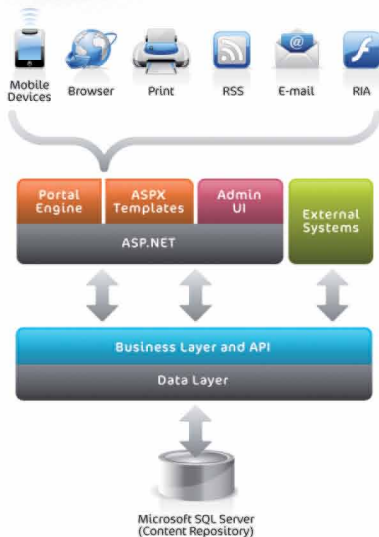 Mobile
Devices
Browser
Print
RSS
E-mail
RIA
Portal
Engine
ASPX
Templates
Admin
UI
External
Systems
ASP.NET
Business Layer and API
Data Layer
Microsoft SQL Server
(Content Repository)